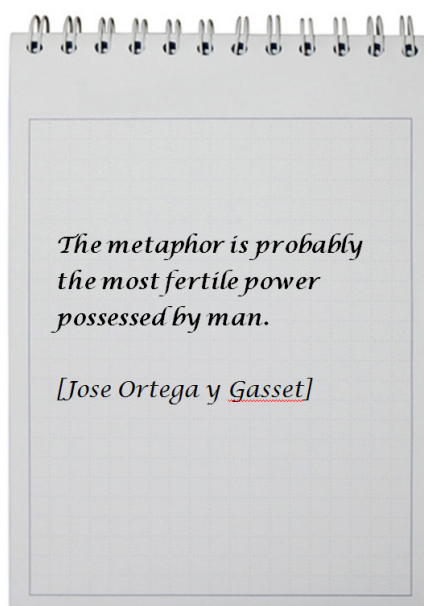 The metaphor is probably
the most fertile power
possessed by man.
[Jose Ortega y Gasset]